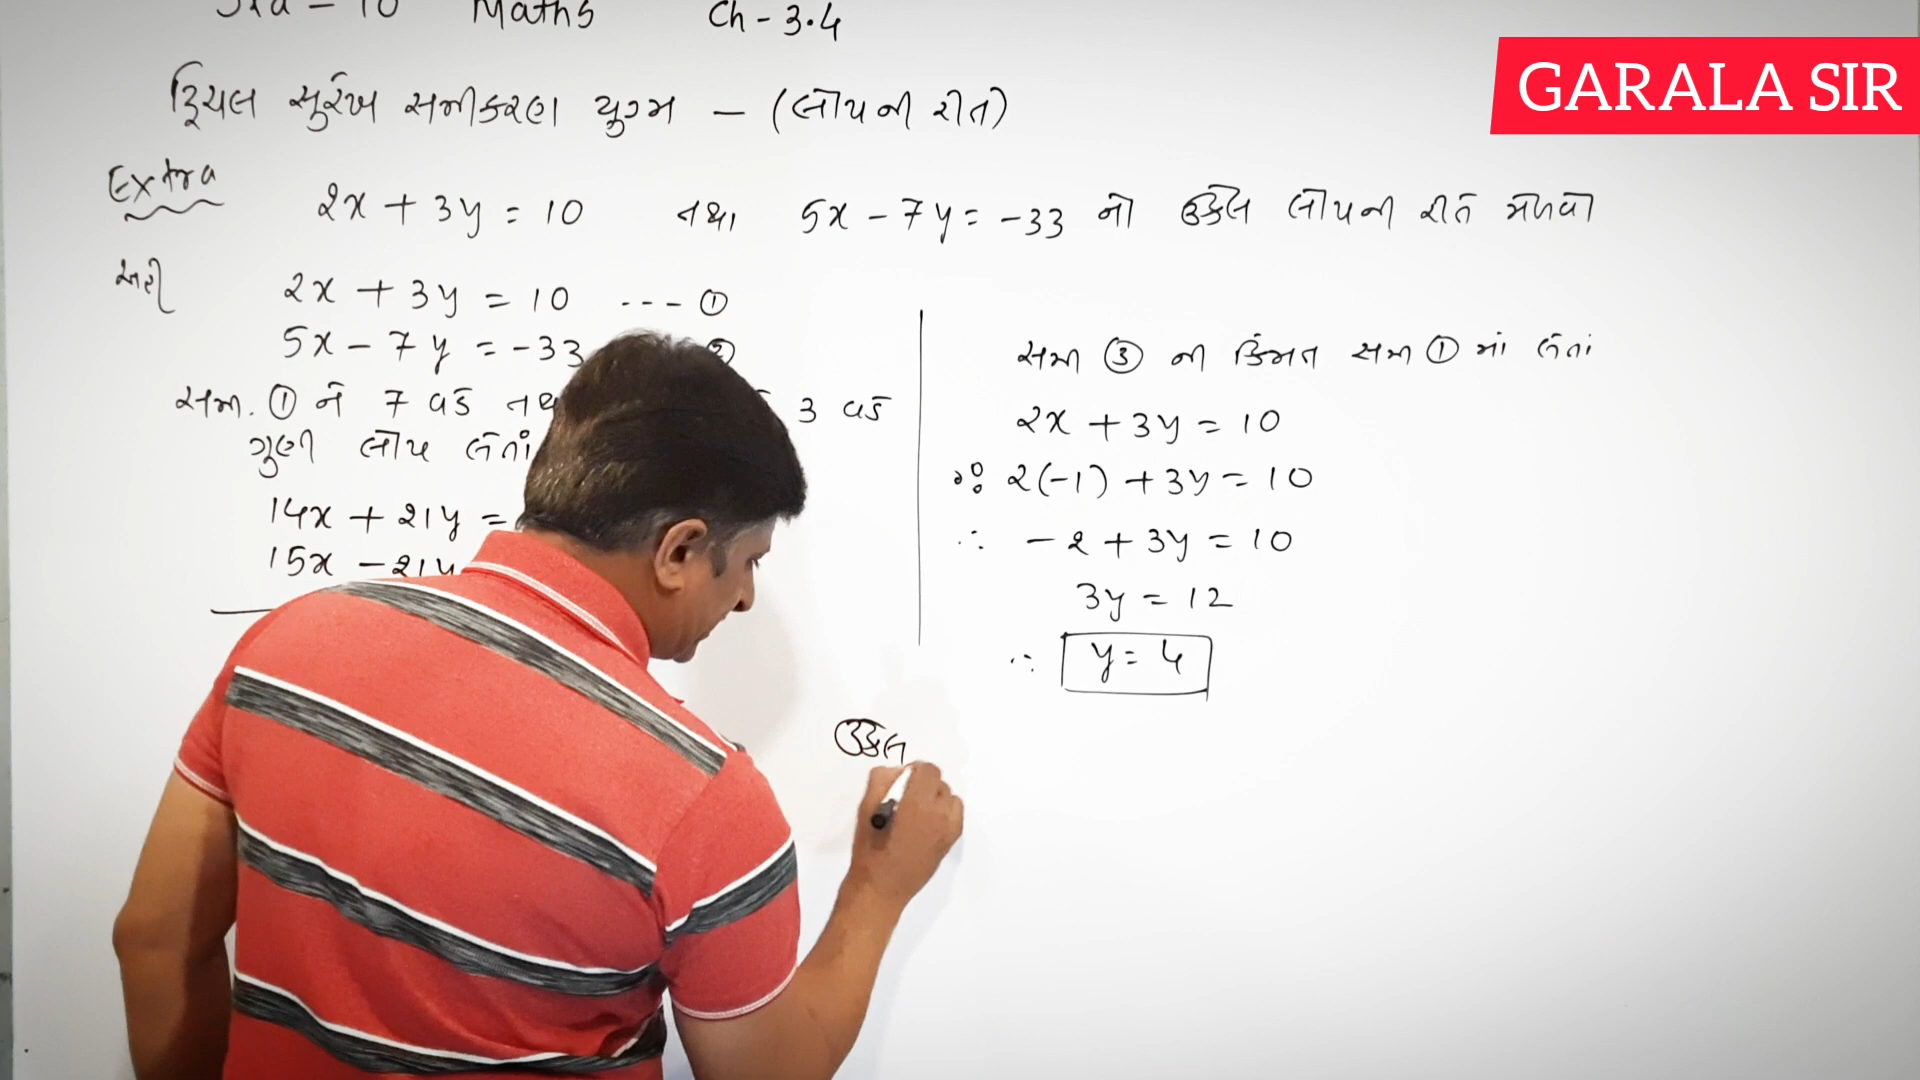 Std - 10 Maths Ch - 3.4
GARALA SIR
દ્વિચલ સુરેખ સમીકરણ યુગ્મ – (લોપની રીત)
Extra
2x + 3y = 10 તથા 5x - 7y = -33 નો ઉકેલ લોપની રીતે મેળવો
2x + 3y = 10 --- ①
5x - 7y = -33
સમી. ① ને 7 વડે 3 વડે
ગુણી લોપ લેતાં
14x + 21y =
15x - 21y
સમી ③ ની કિંમત સમી ① માં લેતાં
2x + 3y = 10
∴ 2(-1) + 3y = 10
∴ -2 + 3y = 10
3y = 12
∴ y = 4
ઉકેલ